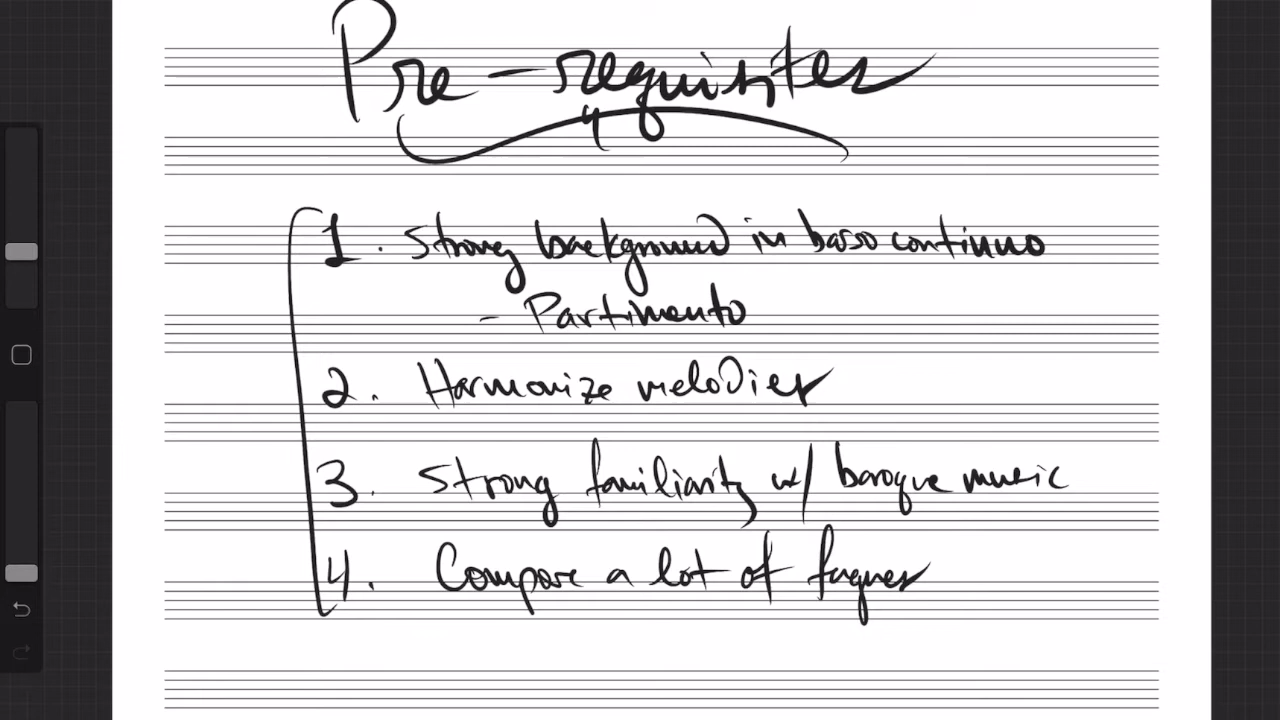 Pre-requisites
4
1. Strong background in basso continuo
- Partimento
2. Harmonize melodies
3. Strong familiarity w/ baroque music
4. Compose a lot of fugues